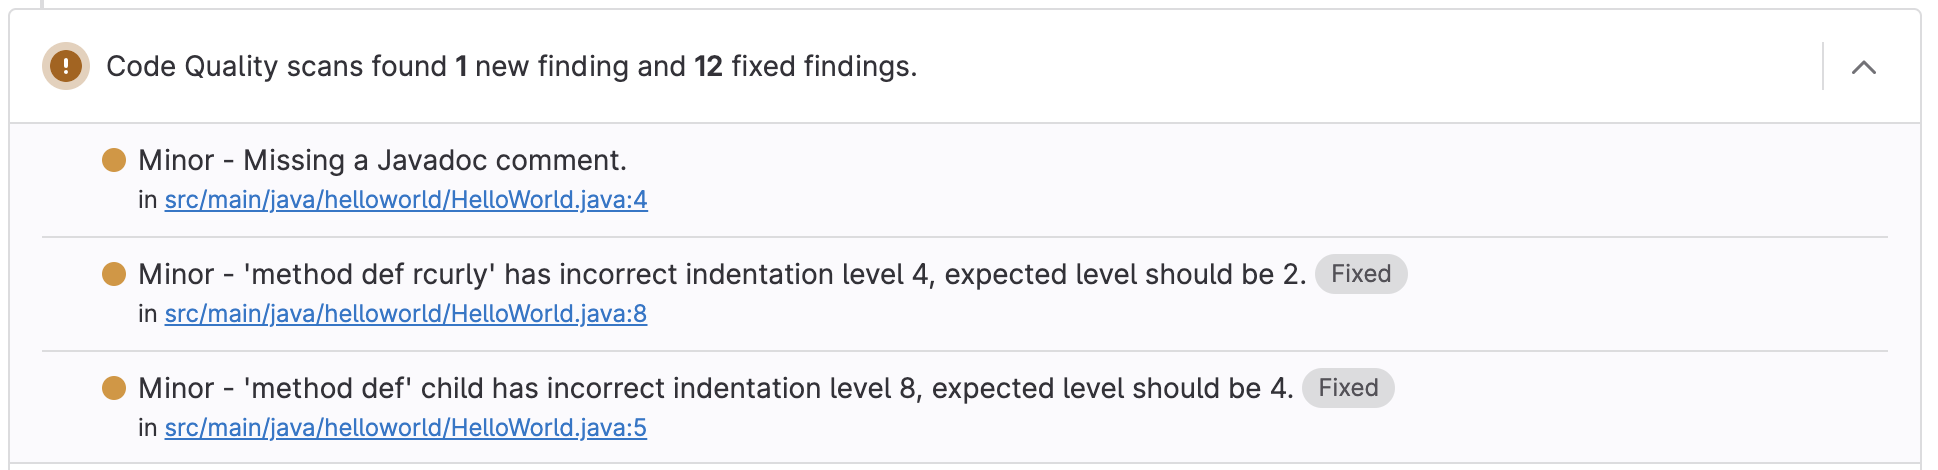 Code Quality scans found 1 new finding and 12 fixed findings.
Minor - Missing a Javadoc comment.
in src/main/java/helloworld/HelloWorld.java:4
Minor - 'method def rcurly' has incorrect indentation level 4, expected level should be 2. Fixed
in src/main/java/helloworld/HelloWorld.java:8
Minor - 'method def' child has incorrect indentation level 8, expected level should be 4. Fixed
in src/main/java/helloworld/HelloWorld.java:5